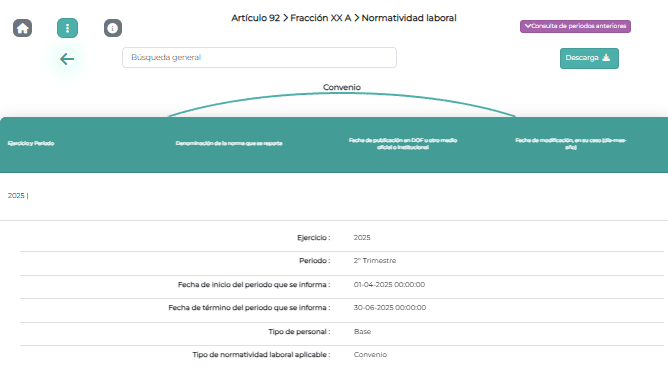 Artículo 92 > Fracción XX A > Normatividad laboral
Consulta de periodos anteriores
Búsqueda general
Descarga
Convenio
Ejercicio y Periodo
Denominación de la norma que se reporta
Fecha de publicación en DOF u otro medio
oficial o institucional
Fecha de modificación, en su caso (día-mes-
año)
2025 |
Ejercicio : 2025
Periodo : 2° Trimestre
Fecha de inicio del periodo que se informa : 01-04-2025 00:00:00
Fecha de término del periodo que se informa : 30-06-2025 00:00:00
Tipo de personal : Base
Tipo de normatividad laboral aplicable : Convenio